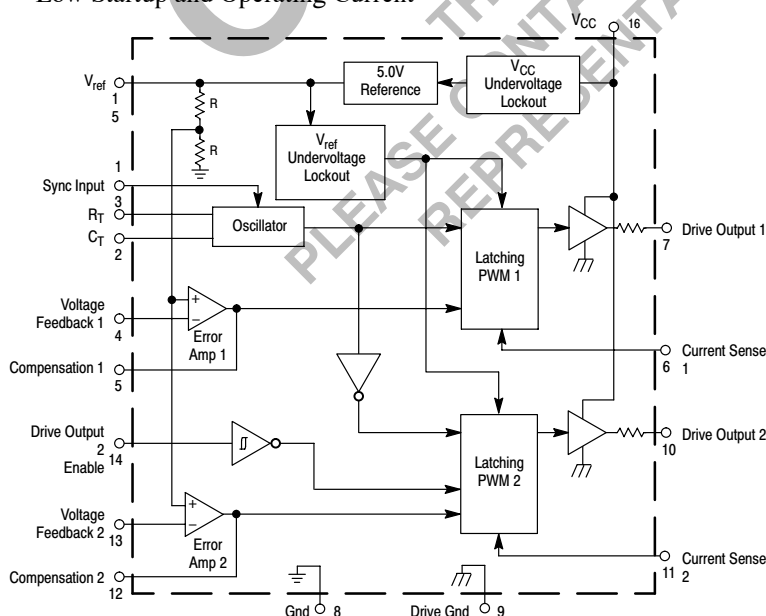 Low Startup and Operating Current
PLEASE CONTA
REPRESENTA
TH
VCC
16
Vref
1
5
R
R
5.0V
Reference
VCC
Undervoltage
Lockout
Vref
Undervoltage
Lockout
1
Sync Input
3
RT
CT
2
Oscillator
Latching
PWM 1
7
Drive Output 1
Voltage
Feedback 1
4
+
−
Error
Amp 1
Compensation 1
5
6
Current Sense
1
Drive Output
2
14
Enable
Latching
PWM 2
10
Drive Output 2
Voltage
Feedback 2
13
+
−
Error
Amp 2
Compensation 2
12
11
Current Sense
2
Gnd
8
Drive Gnd
9